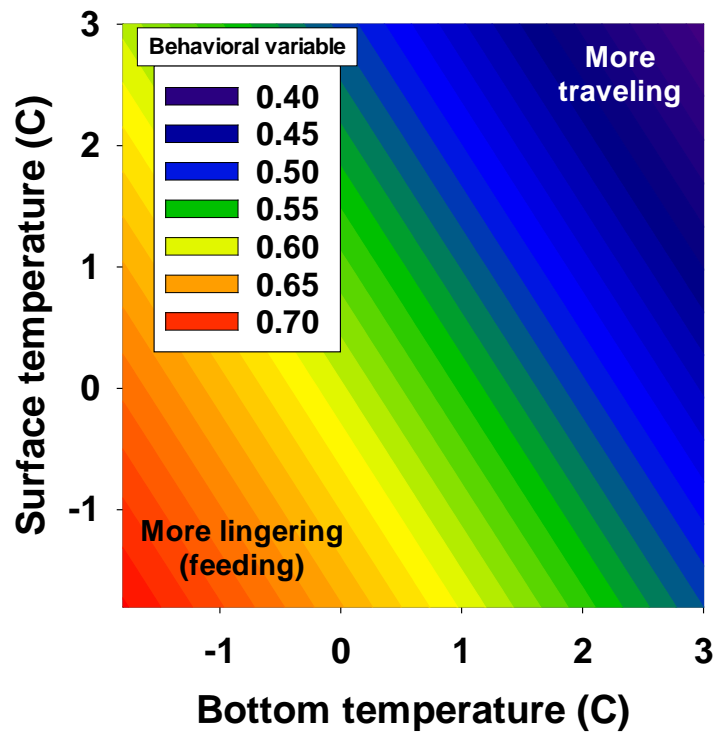 Behavioral variable
0.40
0.45
0.50
0.55
0.60
0.65
0.70
More
traveling
More lingering
(feeding)
Surface temperature (C)
3
2
1
0
-1
-1 0 1 2 3
Bottom temperature (C)